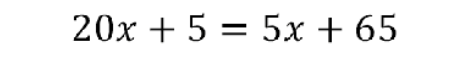 20x + 5 = 5x + 65